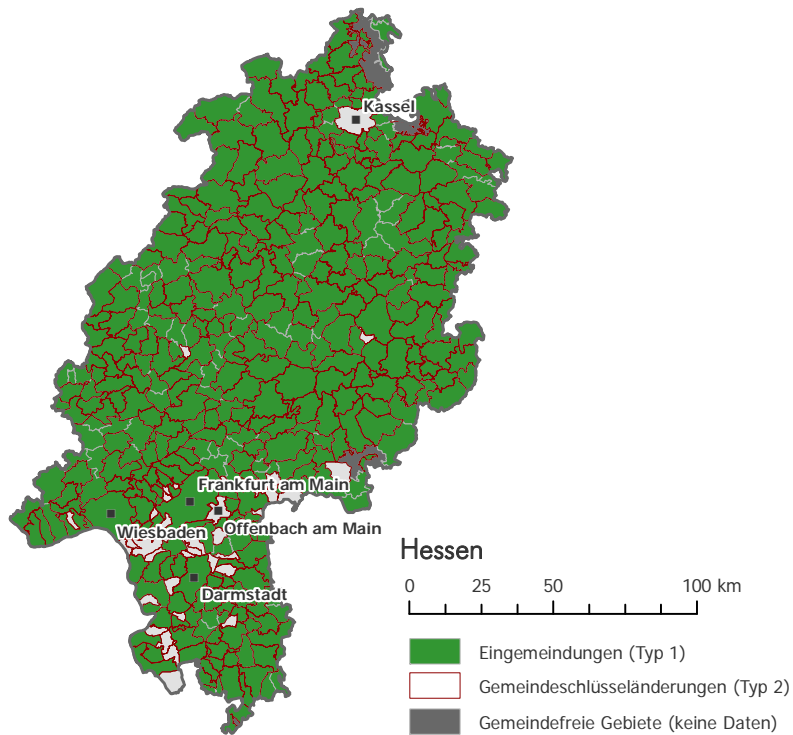 Kassel
Frankfurt am Main
Offenbach am Main
Wiesbaden
Darmstadt
Hessen
0 25 50 100 km
Eingemeindungen (Typ 1)
Gemeindeschlüsseländerungen (Typ 2)
Gemeindefreie Gebiete (keine Daten)